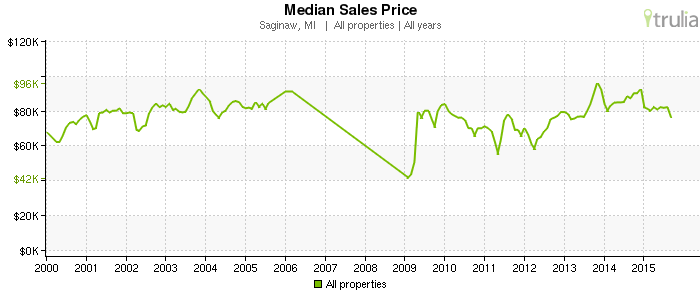 Median Sales Price
trulia
Saginaw, MI | All properties | All years
$120K
$96K
$80K
$60K
$42K
$20K
$0K
2000 2001 2002 2003 2004 2005 2006 2007 2008 2009 2010 2011 2012 2013 2014 2015
All properties